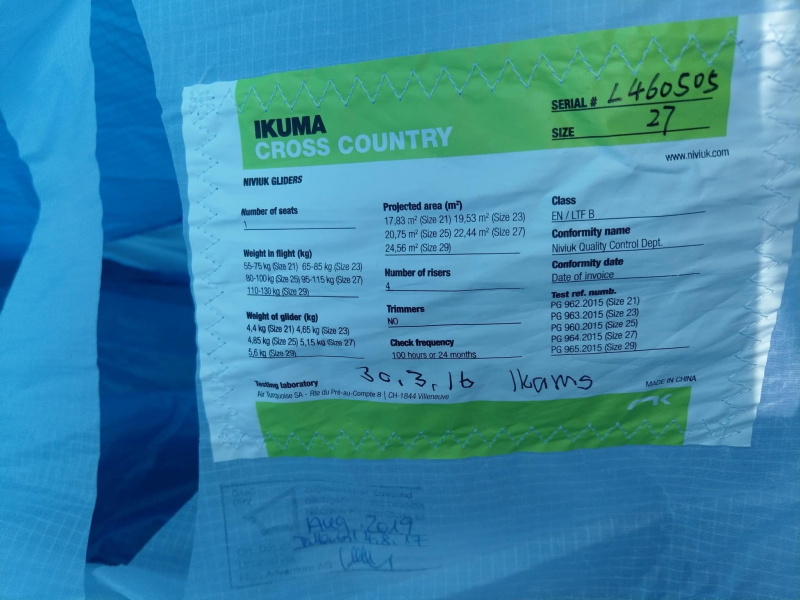 IKUMA
CROSS COUNTRY
SERIAL # L460505
SIZE 27
www.niviuk.com
NIVIUK GLIDERS
Number of seats
1
Weight in flight (kg)
55-75 kg (Size 21) 65-85 kg (Size 23)
80-100 kg (Size 25) 95-115 kg (Size 27)
110-130 kg (Size 29)
Weight of glider (kg)
4,4 kg (Size 21) 4,65 kg (Size 23)
4,85 kg (Size 25) 5,15 kg (Size 27)
5,6 kg (Size 29)
Projected area (m²)
17,83 m² (Size 21) 19,53 m² (Size 23)
20,75 m² (Size 25) 22,44 m² (Size 27)
24,56 m² (Size 29)
Number of risers
4
Trimmers
NO
Check frequency
100 hours or 24 months
Class
EN / LTF B
Conformity name
Niviuk Quality Control Dept.
Conformity date
Date of invoice
Test ref. numb.
PG 962.2015 (Size 21)
PG 963.2015 (Size 23)
PG 960.2015 (Size 25)
PG 964.2015 (Size 27)
PG 965.2015 (Size 29)
30.3.16 Ikams
Testing laboratory
Air Turquoise SA - Rte du Pré-au-Compte 8 | CH-1844 Villeneuve
MADE IN CHINA
Aug. 2019
4.8.17